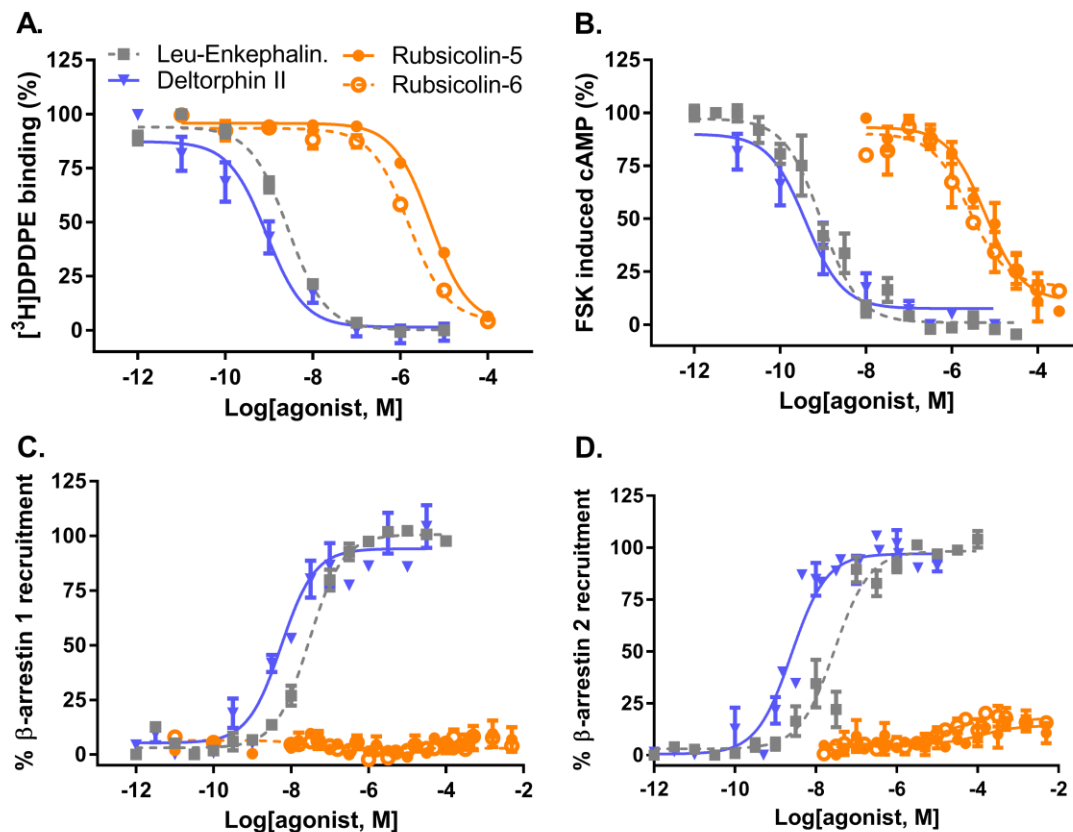 A.
Leu-Enkephalin. Rubsicolin-5
Deltorphin II Rubsicolin-6
[³H]DPDPE binding (%)
125
100
75
50
25
0
-12 -10 -8 -6 -4
Log[agonist, M]
B.
FSK induced cAMP (%)
125
100
75
50
25
0
-12 -10 -8 -6 -4
Log[agonist, M]
C.
% β-arrestin 1 recruitment
125
100
75
50
25
0
-12 -10 -8 -6 -4 -2
Log[agonist, M]
D.
% β-arrestin 2 recruitment
125
100
75
50
25
0
-12 -10 -8 -6 -4 -2
Log[agonist, M]